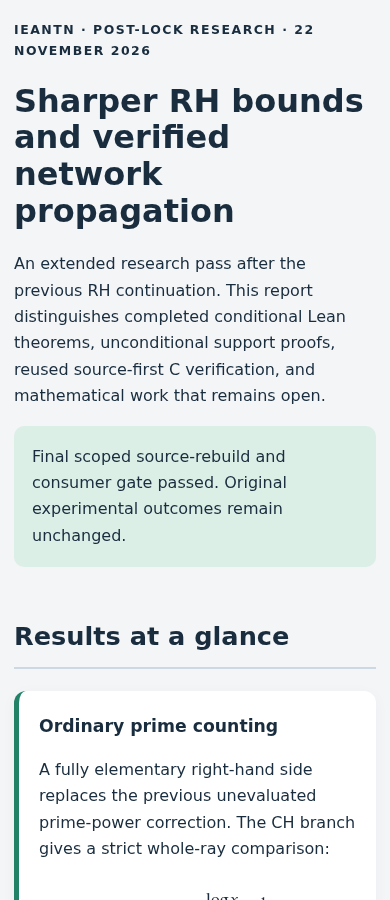 IEANTN · POST-LOCK RESEARCH · 22
NOVEMBER 2026
Sharper RH bounds
and verified
network
propagation
An extended research pass after the
previous RH continuation. This report
distinguishes completed conditional Lean
theorems, unconditional support proofs,
reused source-first C verification, and
mathematical work that remains open.
Final scoped source-rebuild and
consumer gate passed. Original
experimental outcomes remain
unchanged.
Results at a glance
Ordinary prime counting
A fully elementary right-hand side
replaces the previous unevaluated
prime-power correction. The CH branch
gives a strict whole-ray comparison: